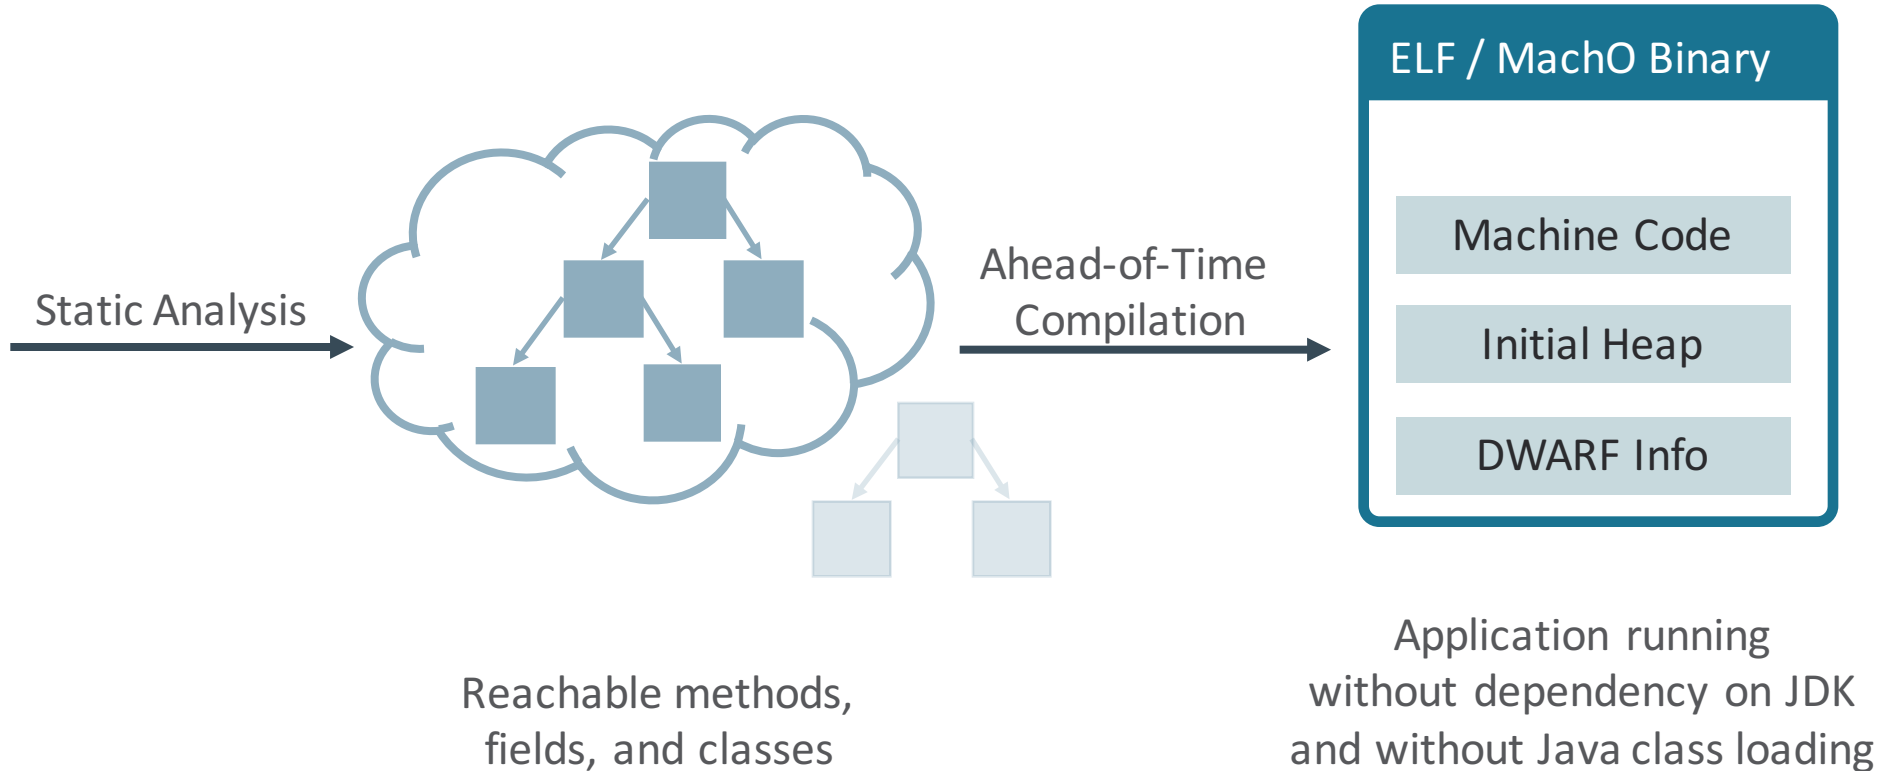 Static Analysis
Reachable methods,
fields, and classes
Ahead-of-Time
Compilation
ELF / MachO Binary
Machine Code
Initial Heap
DWARF Info
Application running
without dependency on JDK
and without Java class loading